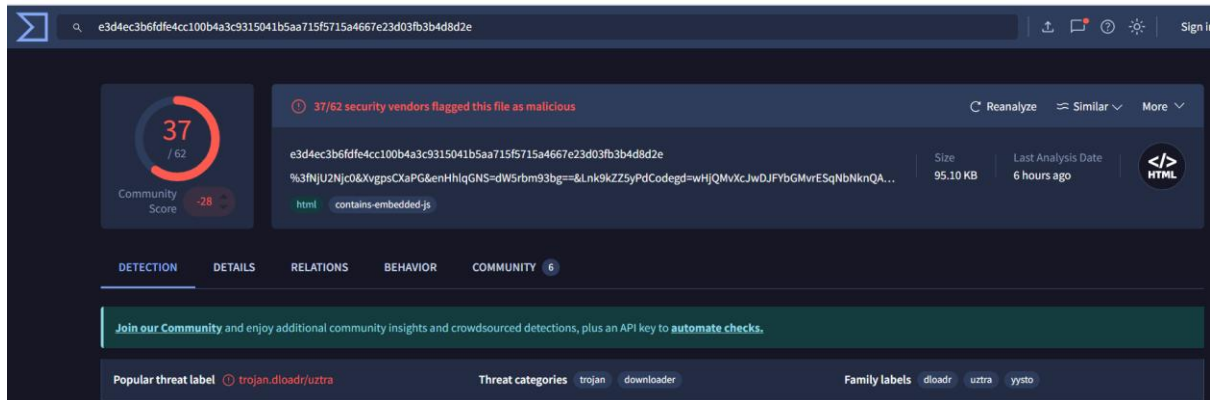 e3d4ec3b6fdfe4cc100b4a3c9315041b5aa715f5715a4667e23d03fb3b4d8d2e
Sign i
37
/ 62
Community
Score
-28
37/62 security vendors flagged this file as malicious
Reanalyze
Similar
More
e3d4ec3b6fdfe4cc100b4a3c9315041b5aa715f5715a4667e23d03fb3b4d8d2e
%3fNjU2Njc0&XvgpsCXaPG&enHhlqGNS=dW5rbm93bg==&Lnk9kZZ5yPdCodegd=wHjQMvXcJwDJFYbGMvrESqNbNknQA...
html
contains-embedded-js
Size
95.10 KB
Last Analysis Date
6 hours ago
</>
HTML
DETECTION
DETAILS
RELATIONS
BEHAVIOR
COMMUNITY 6
Join our Community and enjoy additional community insights and crowdsourced detections, plus an API key to automate checks.
Popular threat label trojan.dloadr/uztra
Threat categories trojan downloader
Family labels dloadr uztra yysto